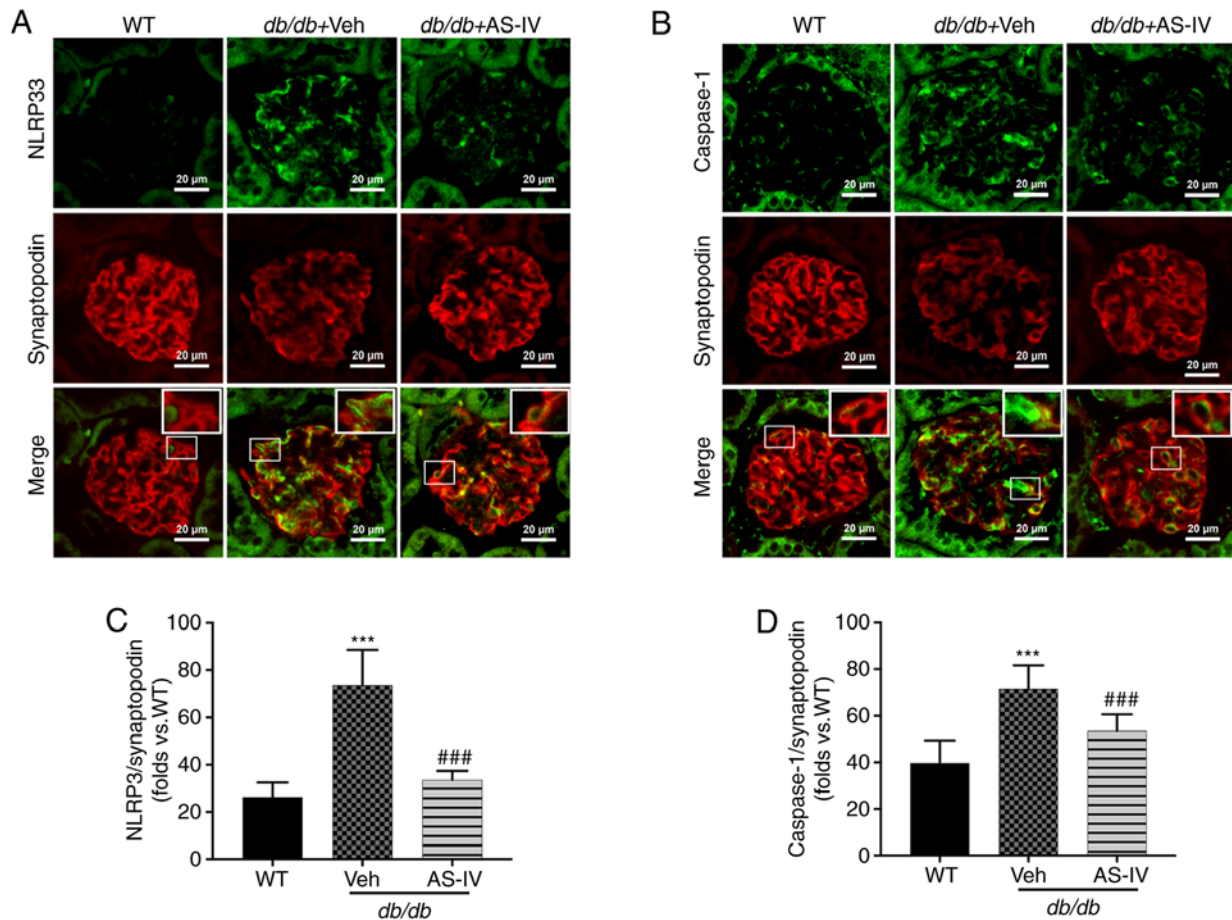 A
WT
db/db+Veh
db/db+AS-IV
NLRP33
20 µm
20 µm
20 µm
Synaptopodin
20 µm
20 µm
20 µm
Merge
20 µm
20 µm
20 µm
B
WT
db/db+Veh
db/db+AS-IV
Caspase-1
20 µm
20 µm
20 µm
Synaptopodin
20 µm
20 µm
20 µm
Merge
20 µm
20 µm
20 µm
C
NLRP3/synaptopodin
(folds vs.WT)
100
80
60
40
20
0
***
###
WT
Veh
AS-IV
db/db
D
Caspase-1/synaptopodin
(folds vs.WT)
100
80
60
40
20
0
***
###
WT
Veh
AS-IV
db/db